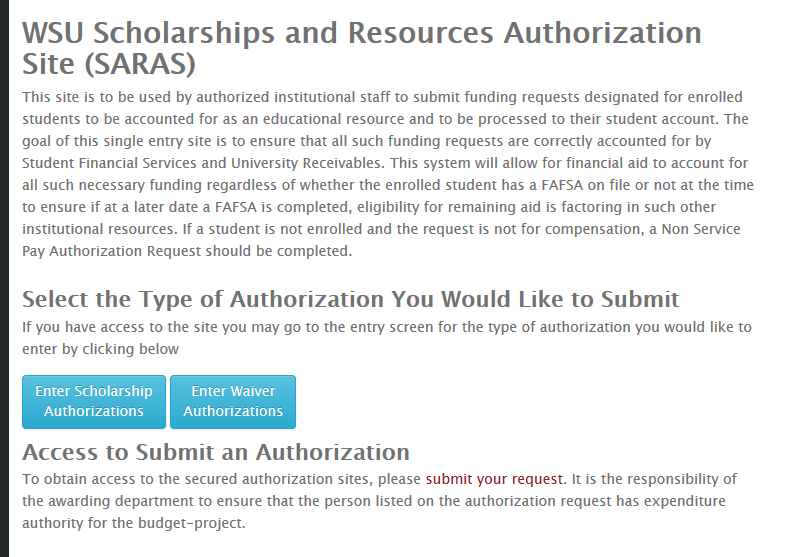 WSU Scholarships and Resources Authorization
Site (SARAS)
This site is to be used by authorized institutional staff to submit funding requests designated for enrolled
students to be accounted for as an educational resource and to be processed to their student account. The
goal of this single entry site is to ensure that all such funding requests are correctly accounted for by
Student Financial Services and University Receivables. This system will allow for financial aid to account for
all such necessary funding regardless of whether the enrolled student has a FAFSA on file or not at the time
to ensure if at a later date a FAFSA is completed, eligibility for remaining aid is factoring in such other
institutional resources. If a student is not enrolled and the request is not for compensation, a Non Service
Pay Authorization Request should be completed.
Select the Type of Authorization You Would Like to Submit
If you have access to the site you may go to the entry screen for the type of authorization you would like to
enter by clicking below
Enter Scholarship
Authorizations
Enter Waiver
Authorizations
Access to Submit an Authorization
To obtain access to the secured authorization sites, please submit your request. It is the responsibility of
the awarding department to ensure that the person listed on the authorization request has expenditure
authority for the budget-project.